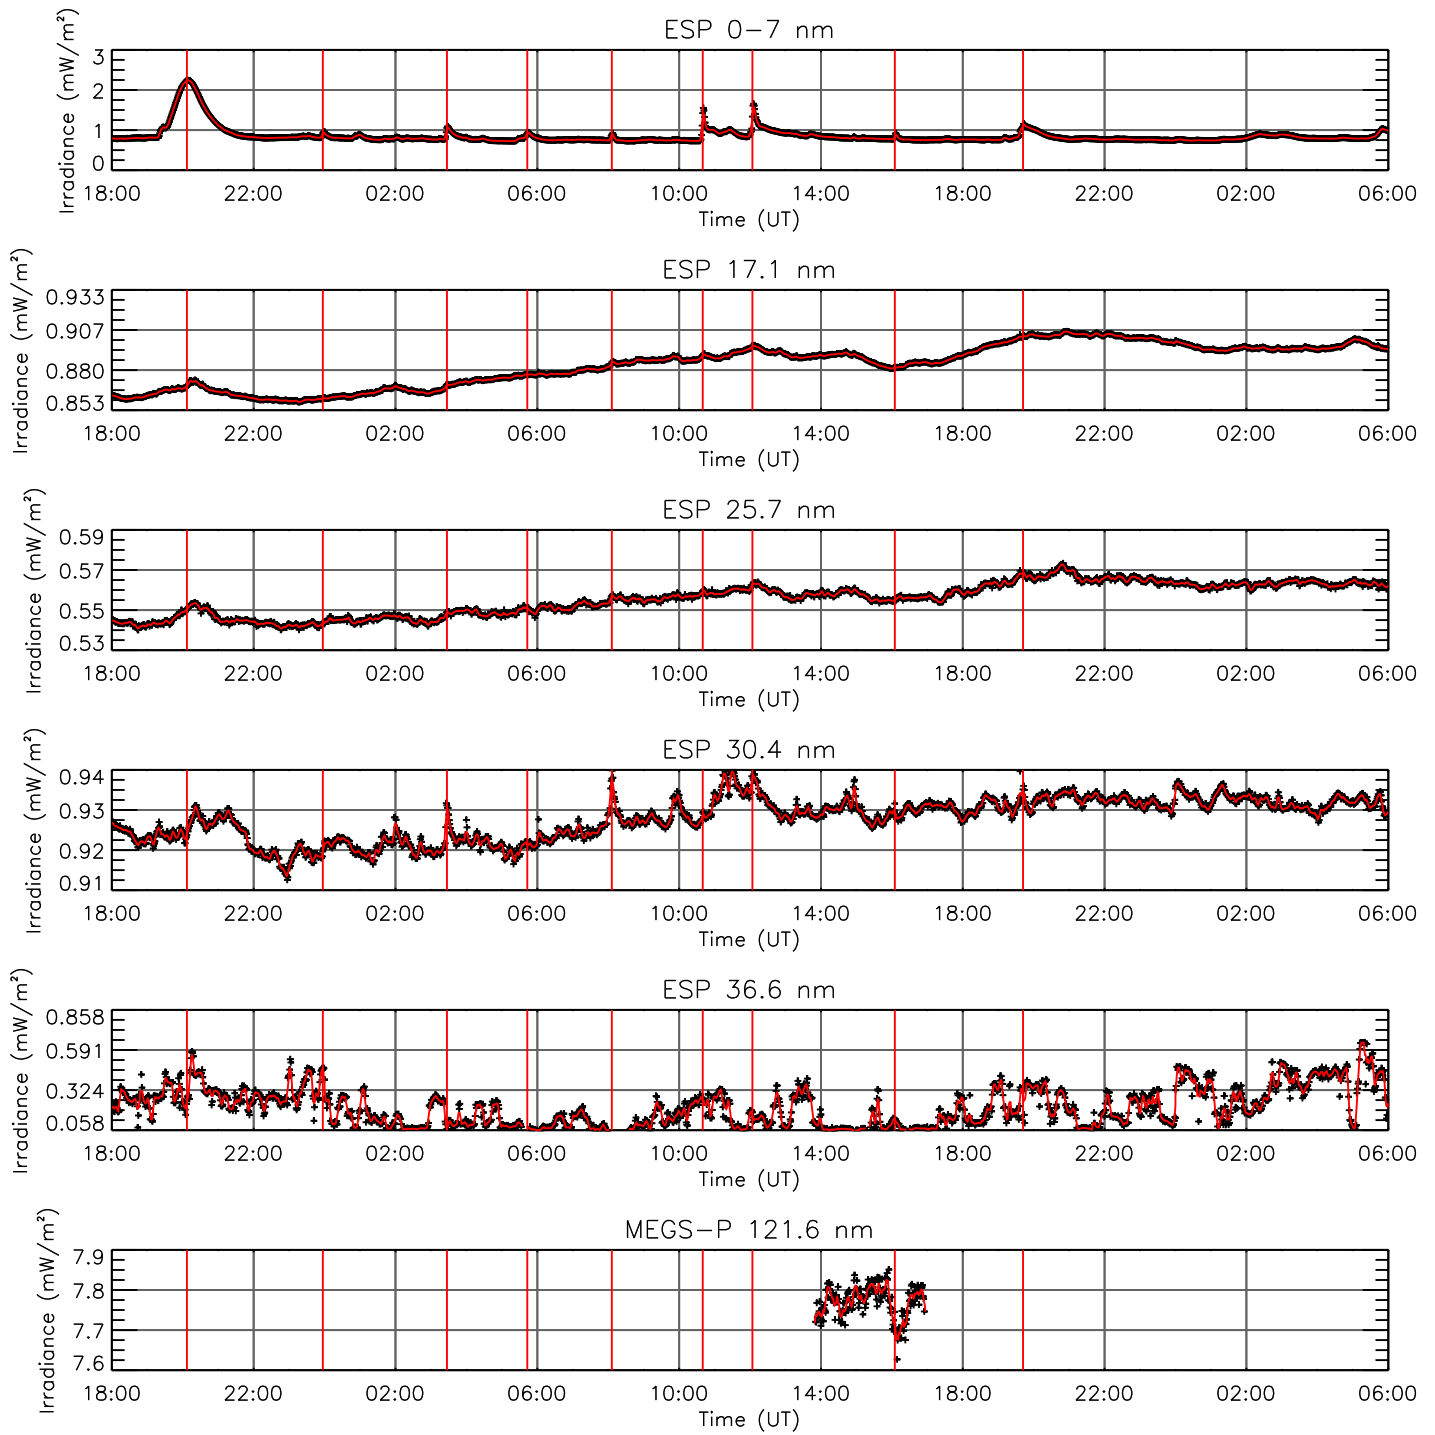 ESP 0-7 nm
Irradiance (mW/m²)
3
2
1
0
18:00 22:00 02:00 06:00 10:00 14:00 18:00 22:00 02:00 06:00
Time (UT)
ESP 17.1 nm
Irradiance (mW/m²)
0.933
0.907
0.880
0.853
18:00 22:00 02:00 06:00 10:00 14:00 18:00 22:00 02:00 06:00
Time (UT)
ESP 25.7 nm
Irradiance (mW/m²)
0.59
0.57
0.55
0.53
18:00 22:00 02:00 06:00 10:00 14:00 18:00 22:00 02:00 06:00
Time (UT)
ESP 30.4 nm
Irradiance (mW/m²)
0.94
0.93
0.92
0.91
18:00 22:00 02:00 06:00 10:00 14:00 18:00 22:00 02:00 06:00
Time (UT)
ESP 36.6 nm
Irradiance (mW/m²)
0.858
0.591
0.324
0.058
18:00 22:00 02:00 06:00 10:00 14:00 18:00 22:00 02:00 06:00
Time (UT)
MEGS-P 121.6 nm
Irradiance (mW/m²)
7.9
7.8
7.7
7.6
18:00 22:00 02:00 06:00 10:00 14:00 18:00 22:00 02:00 06:00
Time (UT)